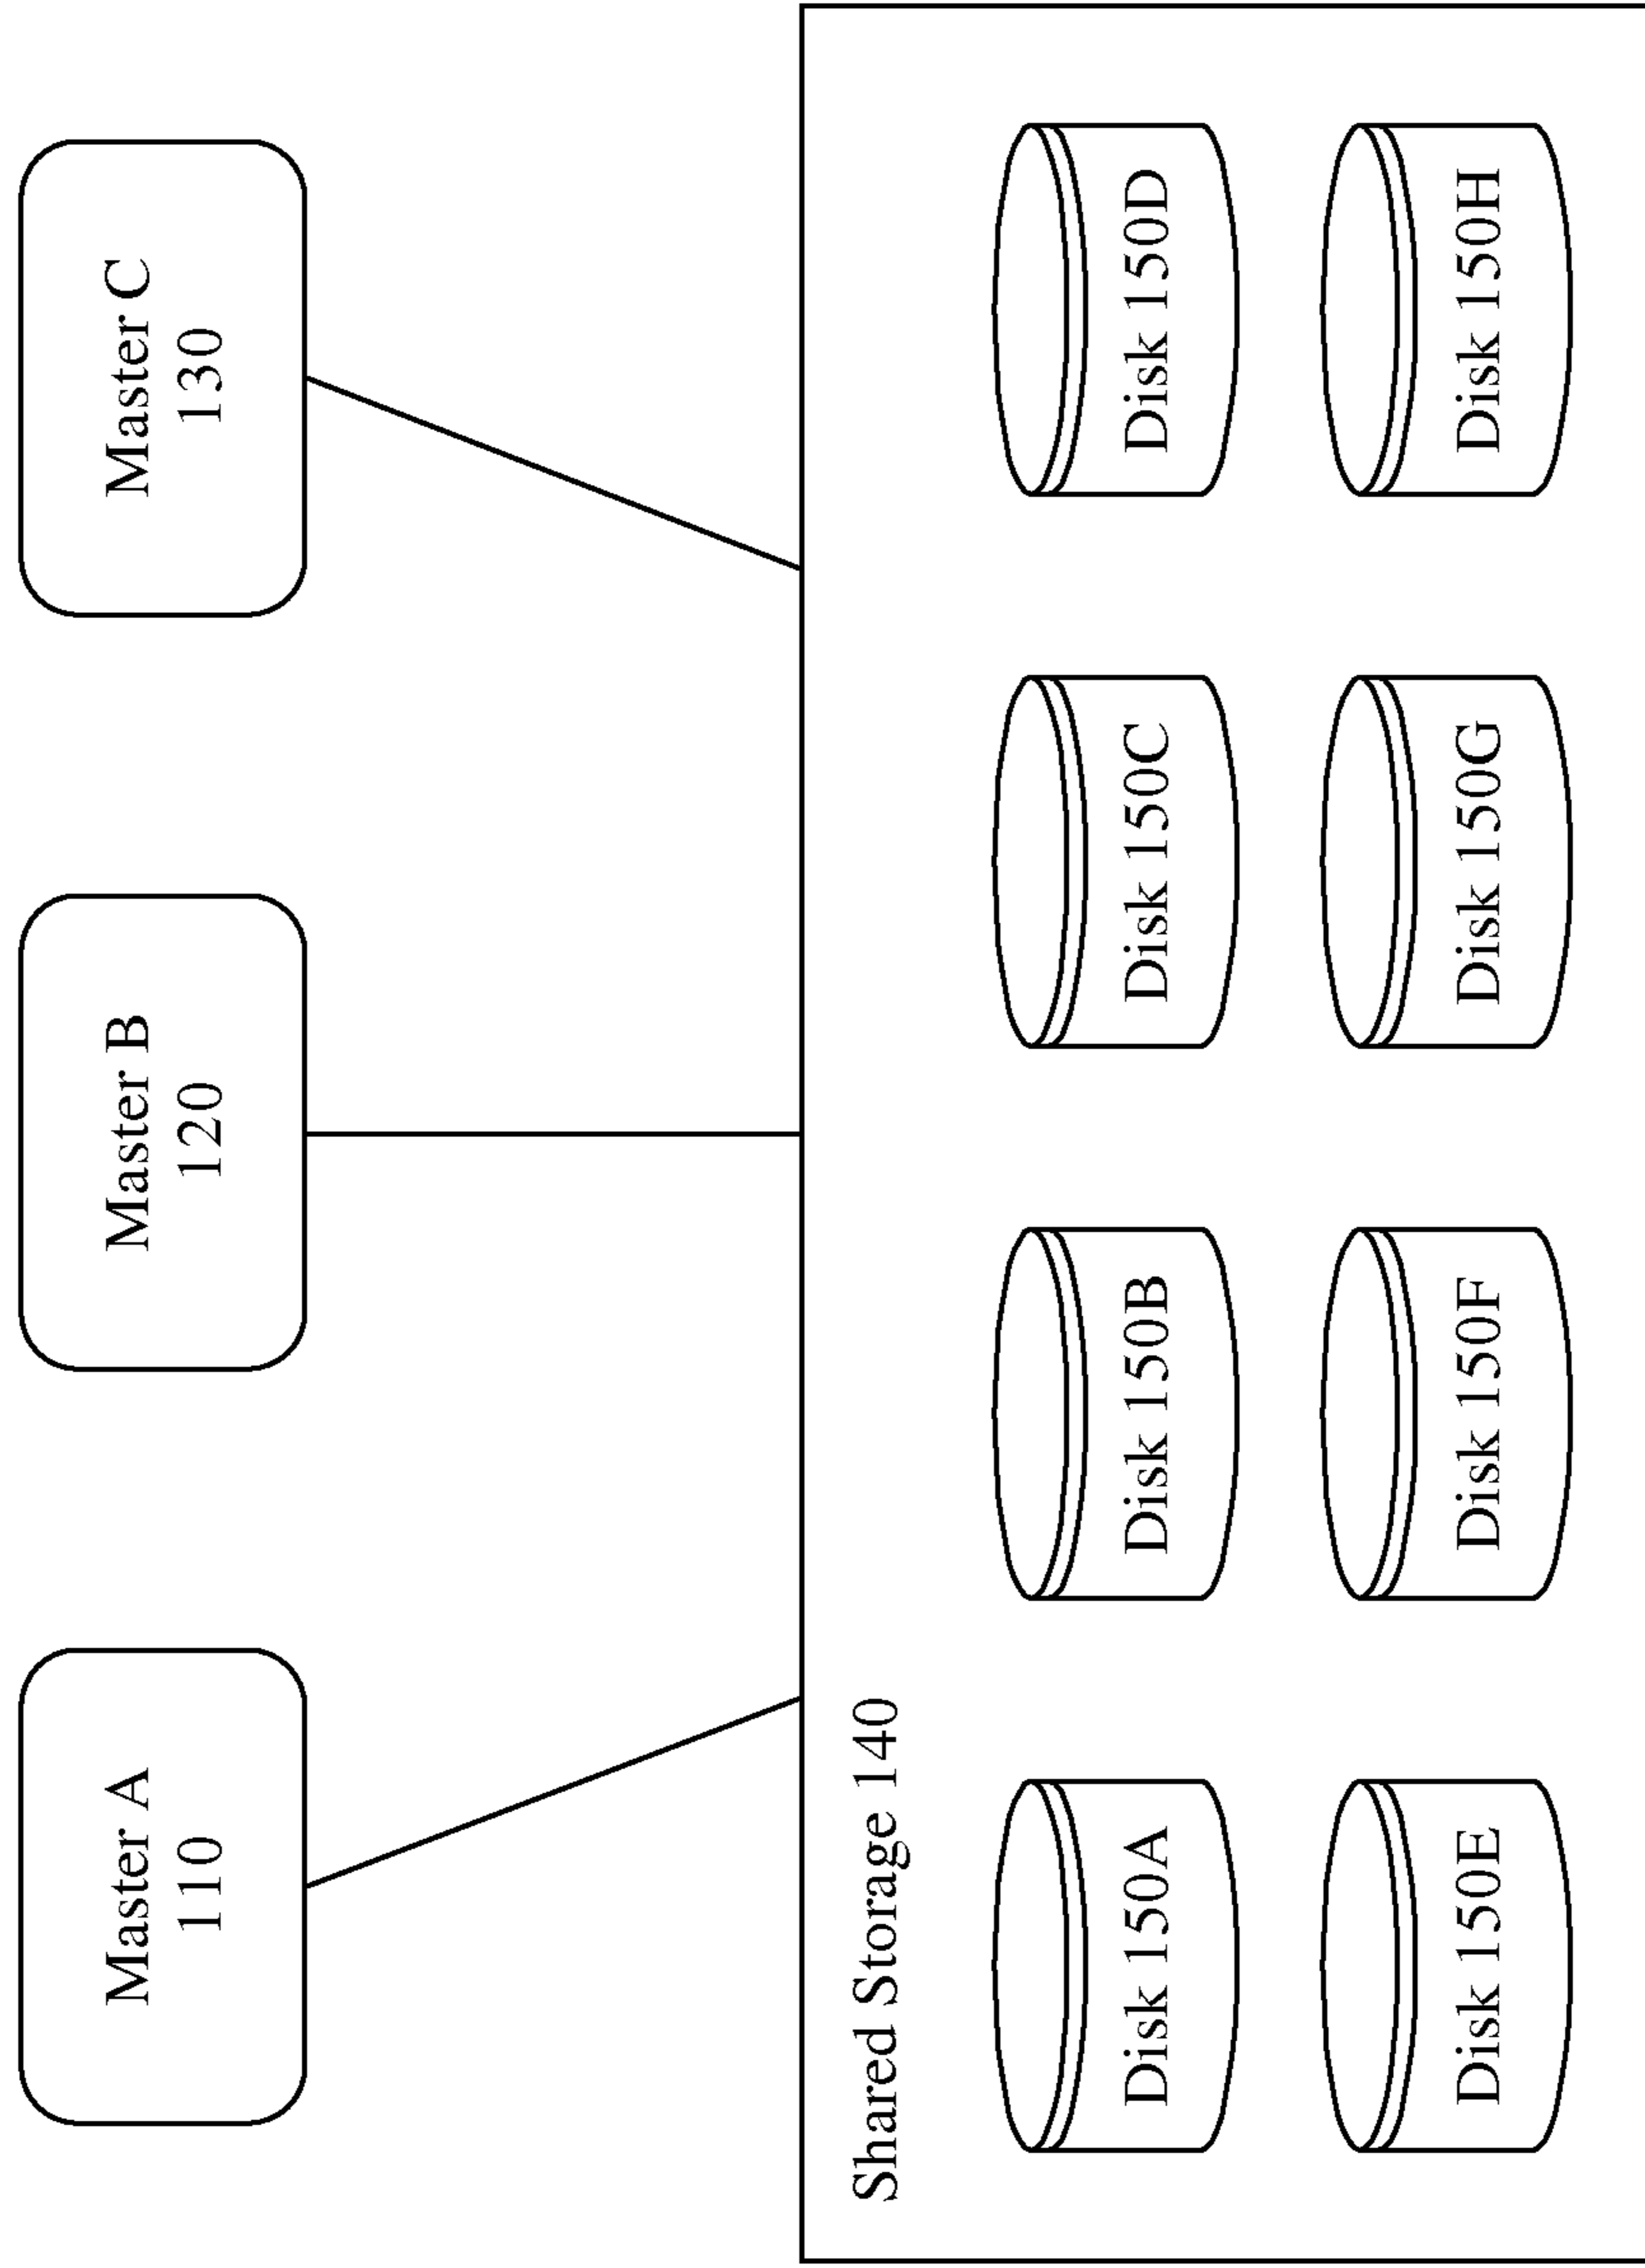 Master A
110
Master B
120
Master C
130
Shared Storage 140
Disk 150A
Disk 150B
Disk 150C
Disk 150D
Disk 150E
Disk 150F
Disk 150G
Disk 150H